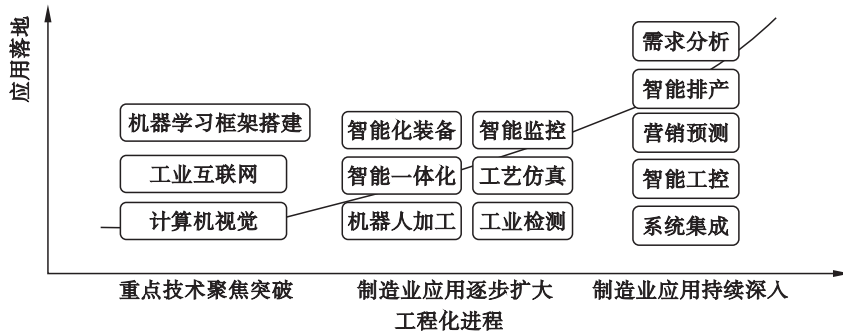 应用落地
机器学习框架搭建
工业互联网
计算机视觉
智能化装备
智能一体化
机器人加工
智能监控
工艺仿真
工业检测
需求分析
智能排产
营销预测
智能工控
系统集成
重点技术聚焦突破
制造业应用逐步扩大
制造业应用持续深入
工程化进程